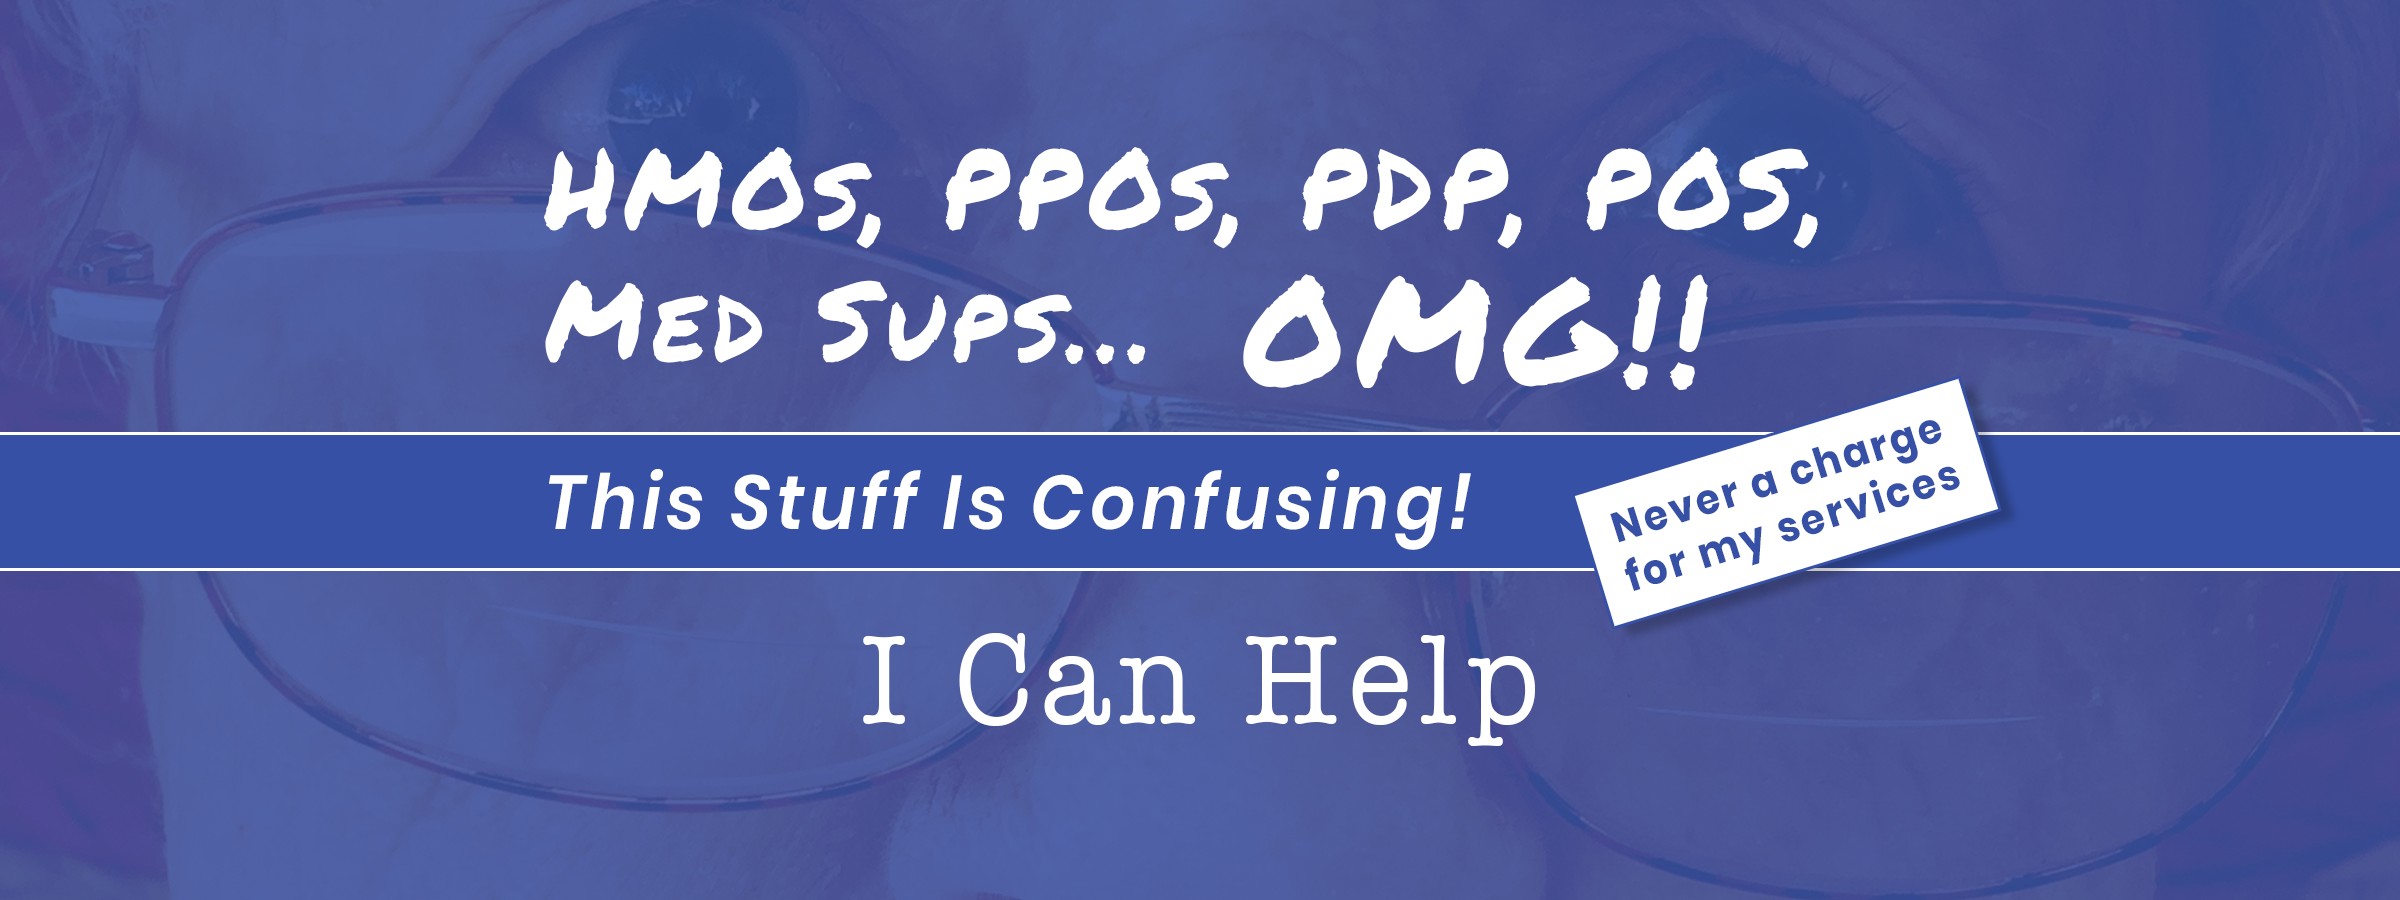 HMOs, PPOs, PDP, POS,
Med Sups... OMG!!
This Stuff Is Confusing!
Never a charge
for my services
I Can Help